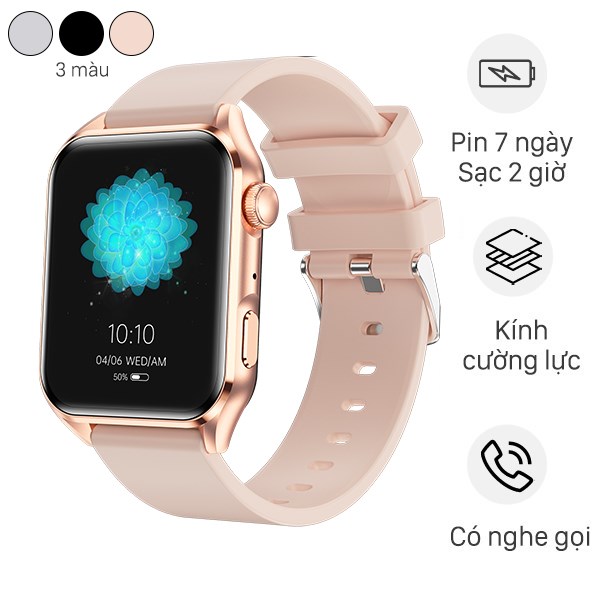 3 màu
Pin 7 ngày
Sạc 2 giờ
Kính
cường lực
10:10
04/06 WED/AM
50%
Có nghe gọi